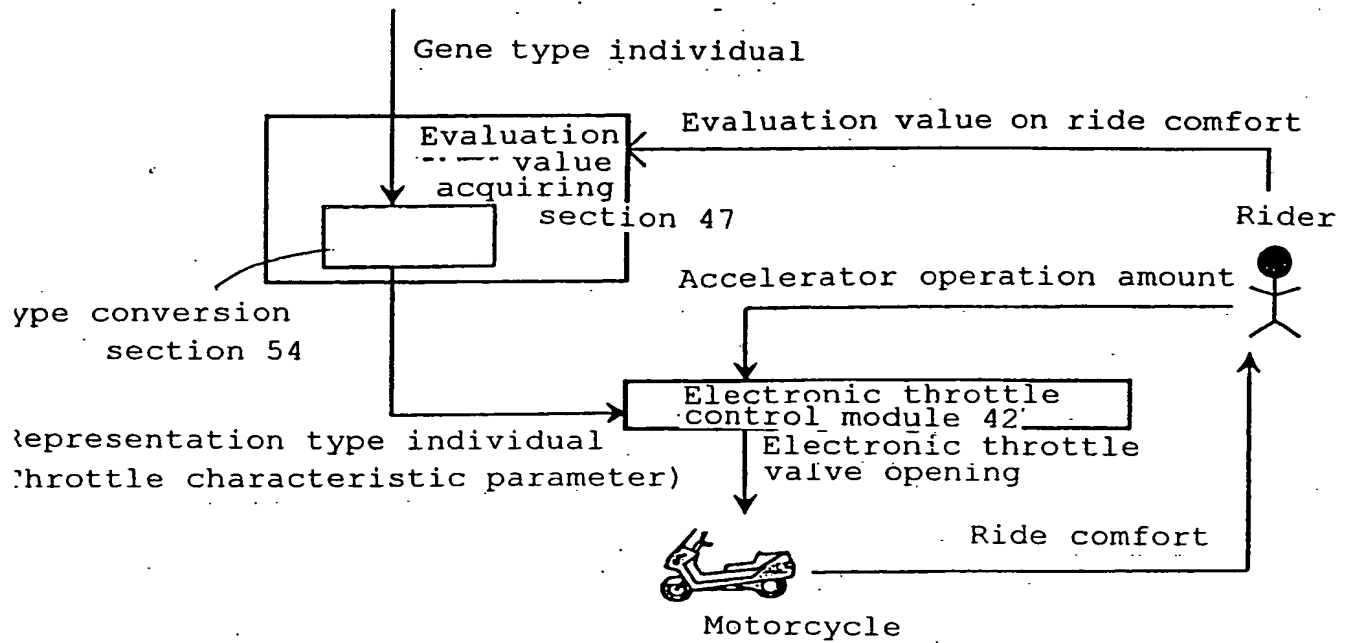 Gene type individual
Evaluation
value
acquiring
section 47
Evaluation value on ride comfort
Rider
Accelerator operation amount
ype conversion
section 54
Electronic throttle
control module 42
Representation type individual
hrottle characteristic parameter)
Electronic throttle
valve opening
Ride comfort
Motorcycle